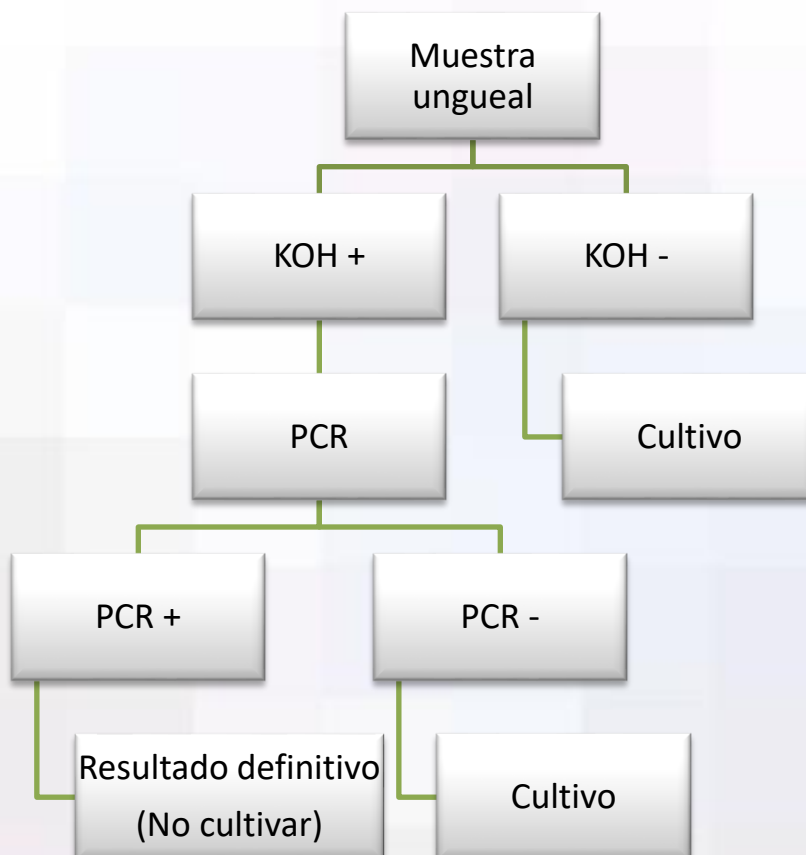 Muestra
ungueal
KOH +
KOH -
PCR
Cultivo
PCR +
PCR -
Resultado definitivo
(No cultivar)
Cultivo